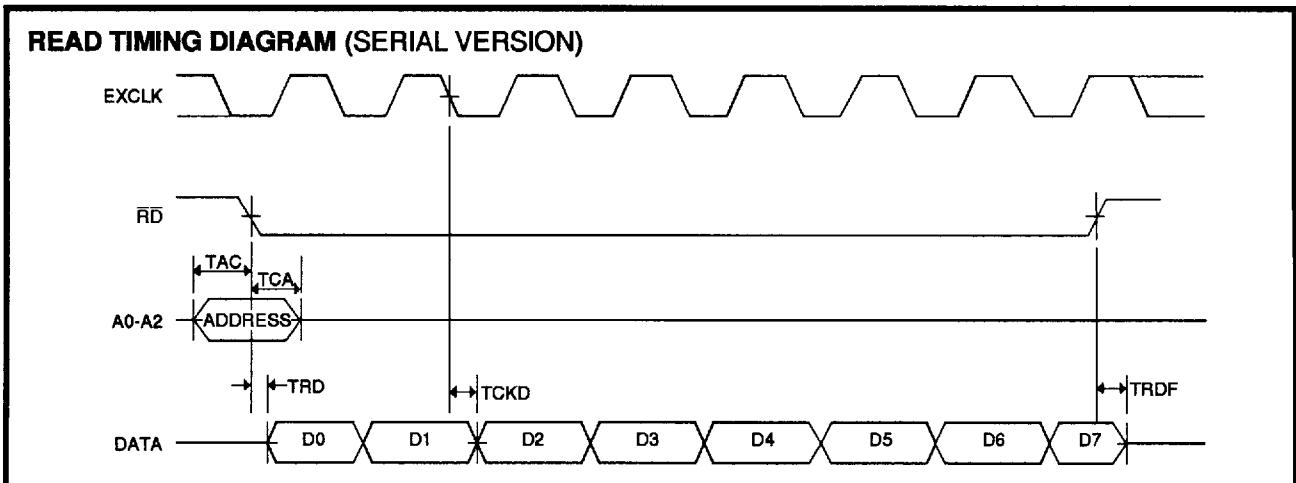 READ TIMING DIAGRAM (SERIAL VERSION)
EXCLK
RD
TAC
TCA
A0-A2
ADDRESS
TRD
TCKD
TRDF
DATA
D0
D1
D2
D3
D4
D5
D6
D7